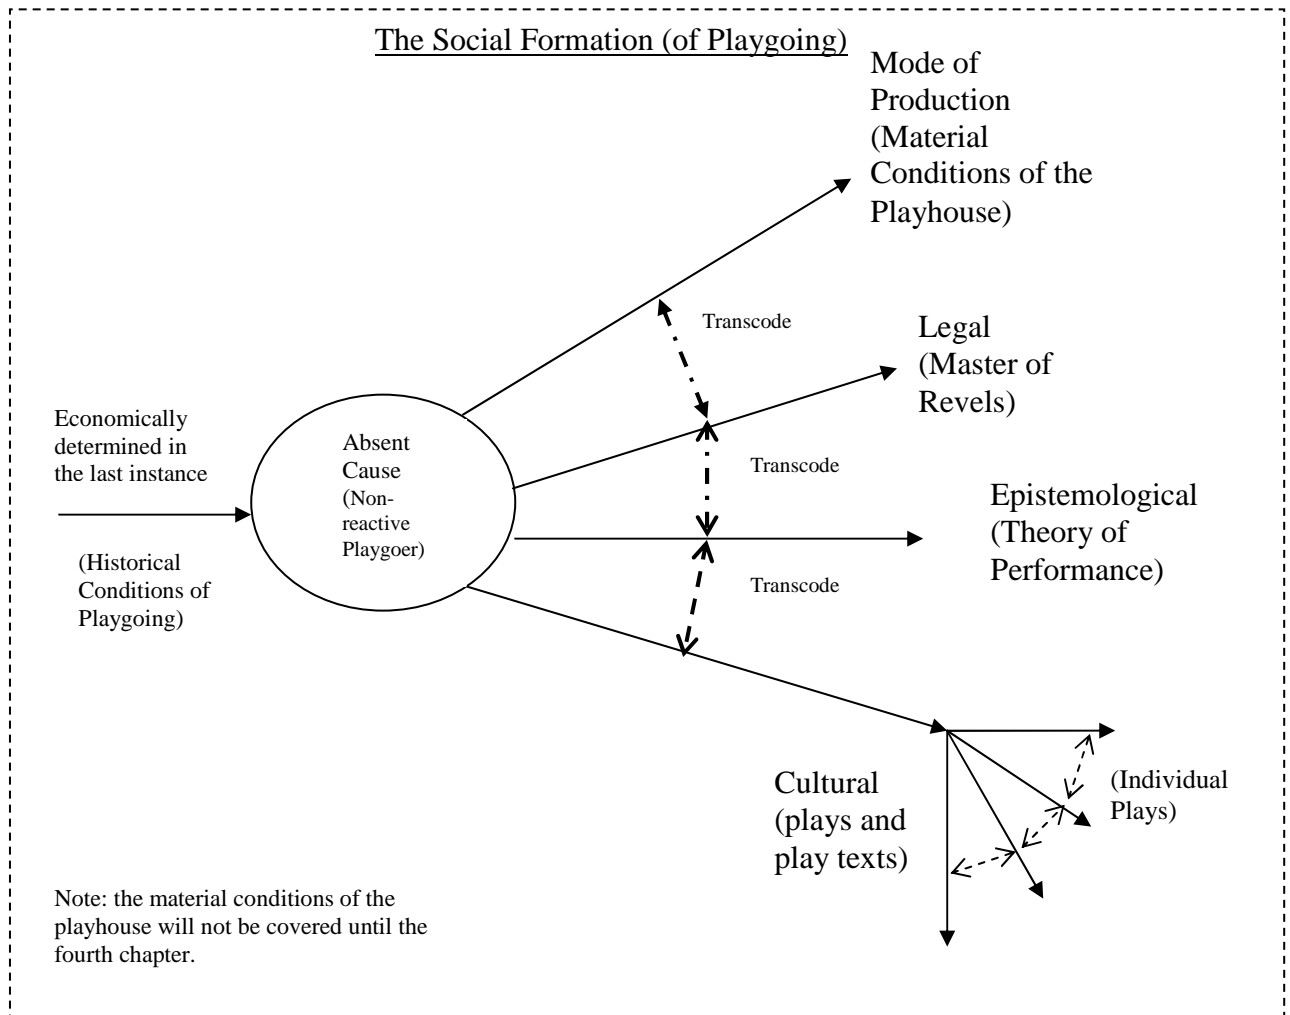 The Social Formation (of Playgoing)
Mode of
Production
(Material
Conditions of the
Playhouse)
Transcode
Legal
(Master of
Revels)
Economically
determined in
the last instance
Absent
Cause
(Non-
reactive
Playgoer)
Transcode
Epistemological
(Theory of
Performance)
(Historical
Conditions of
Playgoing)
Transcode
Cultural
(plays and
play texts)
(Individual
Plays)
Note: the material conditions of the
playhouse will not be covered until the
fourth chapter.